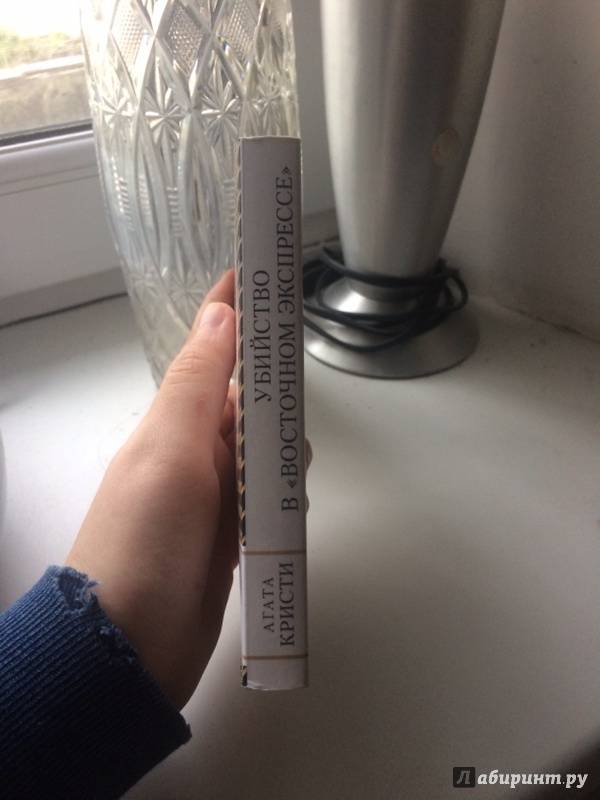 УБИЙСТВО
В «ВОСТОЧНОМ ЭКСПРЕССЕ»
АГАТА
КРИСТИ
Лабиринт.ру